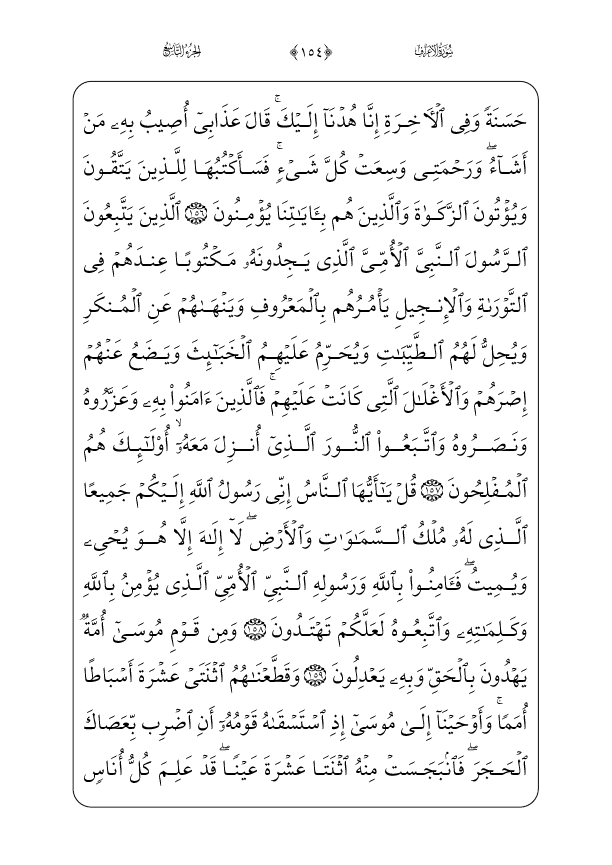 سُورَةُ الأَعْرَافِ ﴿١٥٤﴾ الجُزْءُ التَّاسِعُ
حَسَنَةٗ وَفِي ٱلۡأٓخِرَةِ إِنَّا هُدۡنَآ إِلَيۡكَۚ قَالَ عَذَابِيٓ أُصِيبُ بِهِۦ مَنۡ
أَشَآءُۖ وَرَحۡمَتِي وَسِعَتۡ كُلَّ شَيۡءٖۚ فَسَأَكۡتُبُهَا لِلَّذِينَ يَتَّقُونَ
وَيُؤۡتُونَ ٱلزَّكَوٰةَ وَٱلَّذِينَ هُم بِـَٔايَٰتِنَا يُؤۡمِنُونَ ١٥٦ ٱلَّذِينَ يَتَّبِعُونَ
ٱلرَّسُولَ ٱلنَّبِيَّ ٱلۡأُمِّيَّ ٱلَّذِي يَجِدُونَهُۥ مَكۡتُوبًا عِندَهُمۡ فِي
ٱلتَّوۡرَىٰةِ وَٱلۡإِنجِيلِ يَأۡمُرُهُم بِٱلۡمَعۡرُوفِ وَيَنۡهَىٰهُمۡ عَنِ ٱلۡمُنكَرِ
وَيُحِلُّ لَهُمُ ٱلطَّيِّبَٰتِ وَيُحَرِّمُ عَلَيۡهِمُ ٱلۡخَبَٰٓئِثَ وَيَضَعُ عَنۡهُمۡ
إِصۡرَهُمۡ وَٱلۡأَغۡلَٰلَ ٱلَّتِي كَانَتۡ عَلَيۡهِمۡۚ فَٱلَّذِينَ ءَامَنُواْ بِهِۦ وَعَزَّرُوهُ
وَنَصَرُوهُ وَٱتَّبَعُواْ ٱلنُّورَ ٱلَّذِيٓ أُنزِلَ مَعَهُۥٓۙ أُوْلَٰٓئِكَ هُمُ
ٱلۡمُفۡلِحُونَ ١٥٧ قُلۡ يَٰٓأَيُّهَا ٱلنَّاسُ إِنِّي رَسُولُ ٱللَّهِ إِلَيۡكُمۡ جَمِيعًا
ٱلَّذِي لَهُۥ مُلۡكُ ٱلسَّمَٰوَٰتِ وَٱلۡأَرۡضِۖ لَآ إِلَٰهَ إِلَّا هُوَ يُحۡيِۦ
وَيُمِيتُۖ فَـَٔامِنُواْ بِٱللَّهِ وَرَسُولِهِ ٱلنَّبِيِّ ٱلۡأُمِّيِّ ٱلَّذِي يُؤۡمِنُ بِٱللَّهِ
وَكَلِمَٰتِهِۦ وَٱتَّبِعُوهُ لَعَلَّكُمۡ تَهۡتَدُونَ ١٥٨ وَمِن قَوۡمِ مُوسَىٰٓ أُمَّةٞ
يَهۡدُونَ بِٱلۡحَقِّ وَبِهِۦ يَعۡدِلُونَ ١٥٩ وَقَطَّعۡنَٰهُمُ ٱثۡنَتَيۡ عَشۡرَةَ أَسۡبَاطًا
أُمَمٗاۚ وَأَوۡحَيۡنَآ إِلَىٰ مُوسَىٰٓ إِذِ ٱسۡتَسۡقَىٰهُ قَوۡمُهُۥٓ أَنِ ٱضۡرِب بِّعَصَاكَ
ٱلۡحَجَرَۖ فَٱنۢبَجَسَتۡ مِنۡهُ ٱثۡنَتَا عَشۡرَةَ عَيۡنٗاۖ قَدۡ عَلِمَ كُلُّ أُنَاسٖ